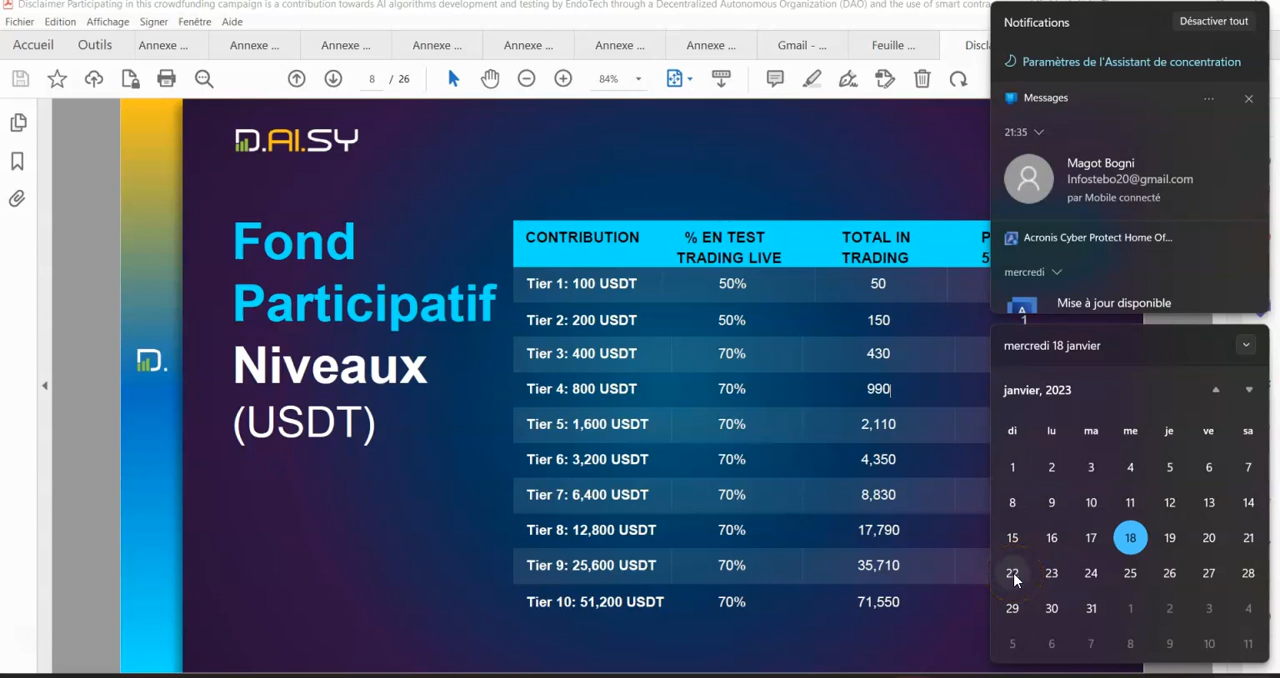 Disclaimer Participating in this crowdfunding campaign is a contribution towards AI algorithms development and testing by EndoTech through a Decentralized Autonomous Organization (DAO) and the use of smart contra
Fichier Edition Affichage Signer Fenêtre Aide
Accueil Outils Annexe ... Annexe ... Annexe ... Annexe ... Annexe ... Annexe ... Annexe ... Gmail - ... Feuille ... Discl
8 / 26 84%
D.AI.SY
Fond
Participatif
Niveaux
(USDT)
D.
CONTRIBUTION % EN TEST TRADING LIVE TOTAL IN TRADING P 5
Tier 1: 100 USDT 50% 50
Tier 2: 200 USDT 50% 150
Tier 3: 400 USDT 70% 430
Tier 4: 800 USDT 70% 990
Tier 5: 1,600 USDT 70% 2,110
Tier 6: 3,200 USDT 70% 4,350
Tier 7: 6,400 USDT 70% 8,830
Tier 8: 12,800 USDT 70% 17,790
Tier 9: 25,600 USDT 70% 35,710
Tier 10: 51,200 USDT 70% 71,550
Notifications Désactiver tout
Paramètres de l'Assistant de concentration
Messages
21:35
Magot Bogni
Infostebo20@gmail.com
par Mobile connecté
Acronis Cyber Protect Home Of...
mercredi
A Mise à jour disponible
1
mercredi 18 janvier
janvier, 2023
di lu ma me je ve sa
1 2 3 4 5 6 7
8 9 10 11 12 13 14
15 16 17 18 19 20 21
22 23 24 25 26 27 28
29 30 31 1 2 3 4
5 6 7 8 9 10 11